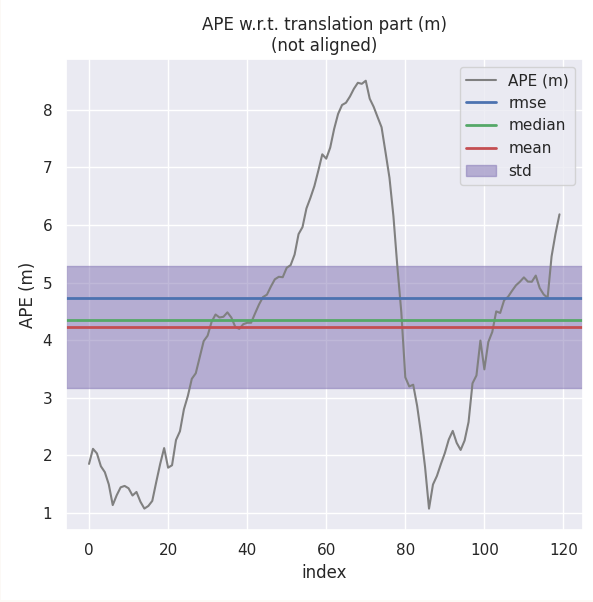 APE w.r.t. translation part (m)
(not aligned)
APE (m)
rmse
median
mean
std
APE (m)
8
7
6
5
4
3
2
1
0 20 40 60 80 100 120
index